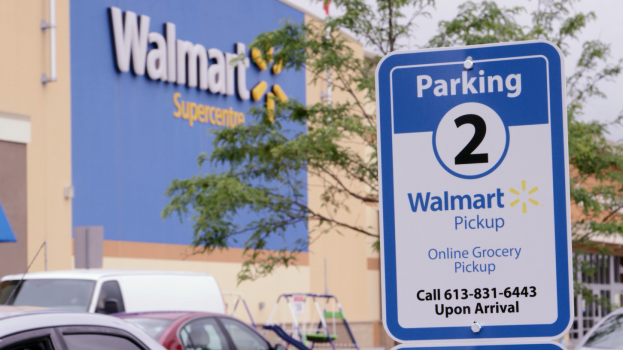 Walmart
Supercentre
Parking
2
Walmart
Pickup
Online Grocery
Pickup
Call 613-831-6443
Upon Arrival